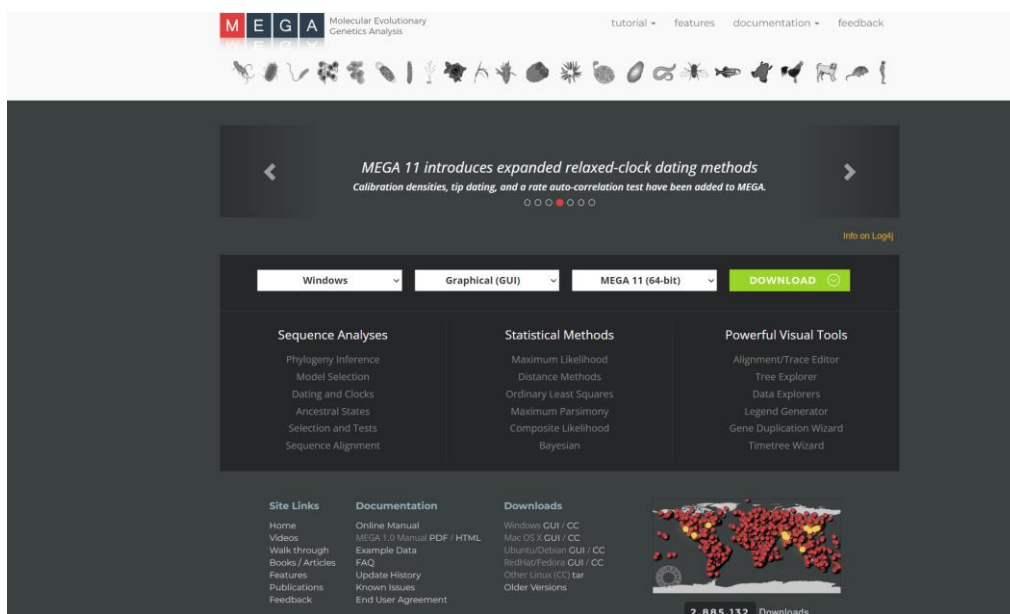 M E G A
Molecular Evolutionary
Genetics Analysis
tutorial
features
documentation
feedback
MEGA 11 introduces expanded relaxed-clock dating methods
Calibration densities, tip dating, and a rate auto-correlation test have been added to MEGA.
Info on Log4j
Windows
Graphical (GUI)
MEGA 11 (64-bit)
DOWNLOAD
Sequence Analyses
Phylogeny Inference
Model Selection
Dating and Clocks
Ancestral States
Selection and Tests
Sequence Alignment
Statistical Methods
Maximum Likelihood
Distance Methods
Ordinary Least Squares
Maximum Parsimony
Composite Likelihood
Bayesian
Powerful Visual Tools
Alignment/Trace Editor
Tree Explorer
Data Explorers
Legend Generator
Gene Duplication Wizard
Timetree Wizard
Site Links
Home
Videos
Walk through
Books / Articles
Features
Publications
Feedback
Documentation
Online Manual
MEGA 1.0 Manual PDF / HTML
Example Data
FAQ
Update History
Known Issues
End User Agreement
Downloads
Windows GUI / CC
Mac OS X GUI / CC
Ubuntu/Debian GUI / CC
RedHat/Fedora GUI / CC
Other Linux (CC) tar
Older Versions
2,885,132 Downloads